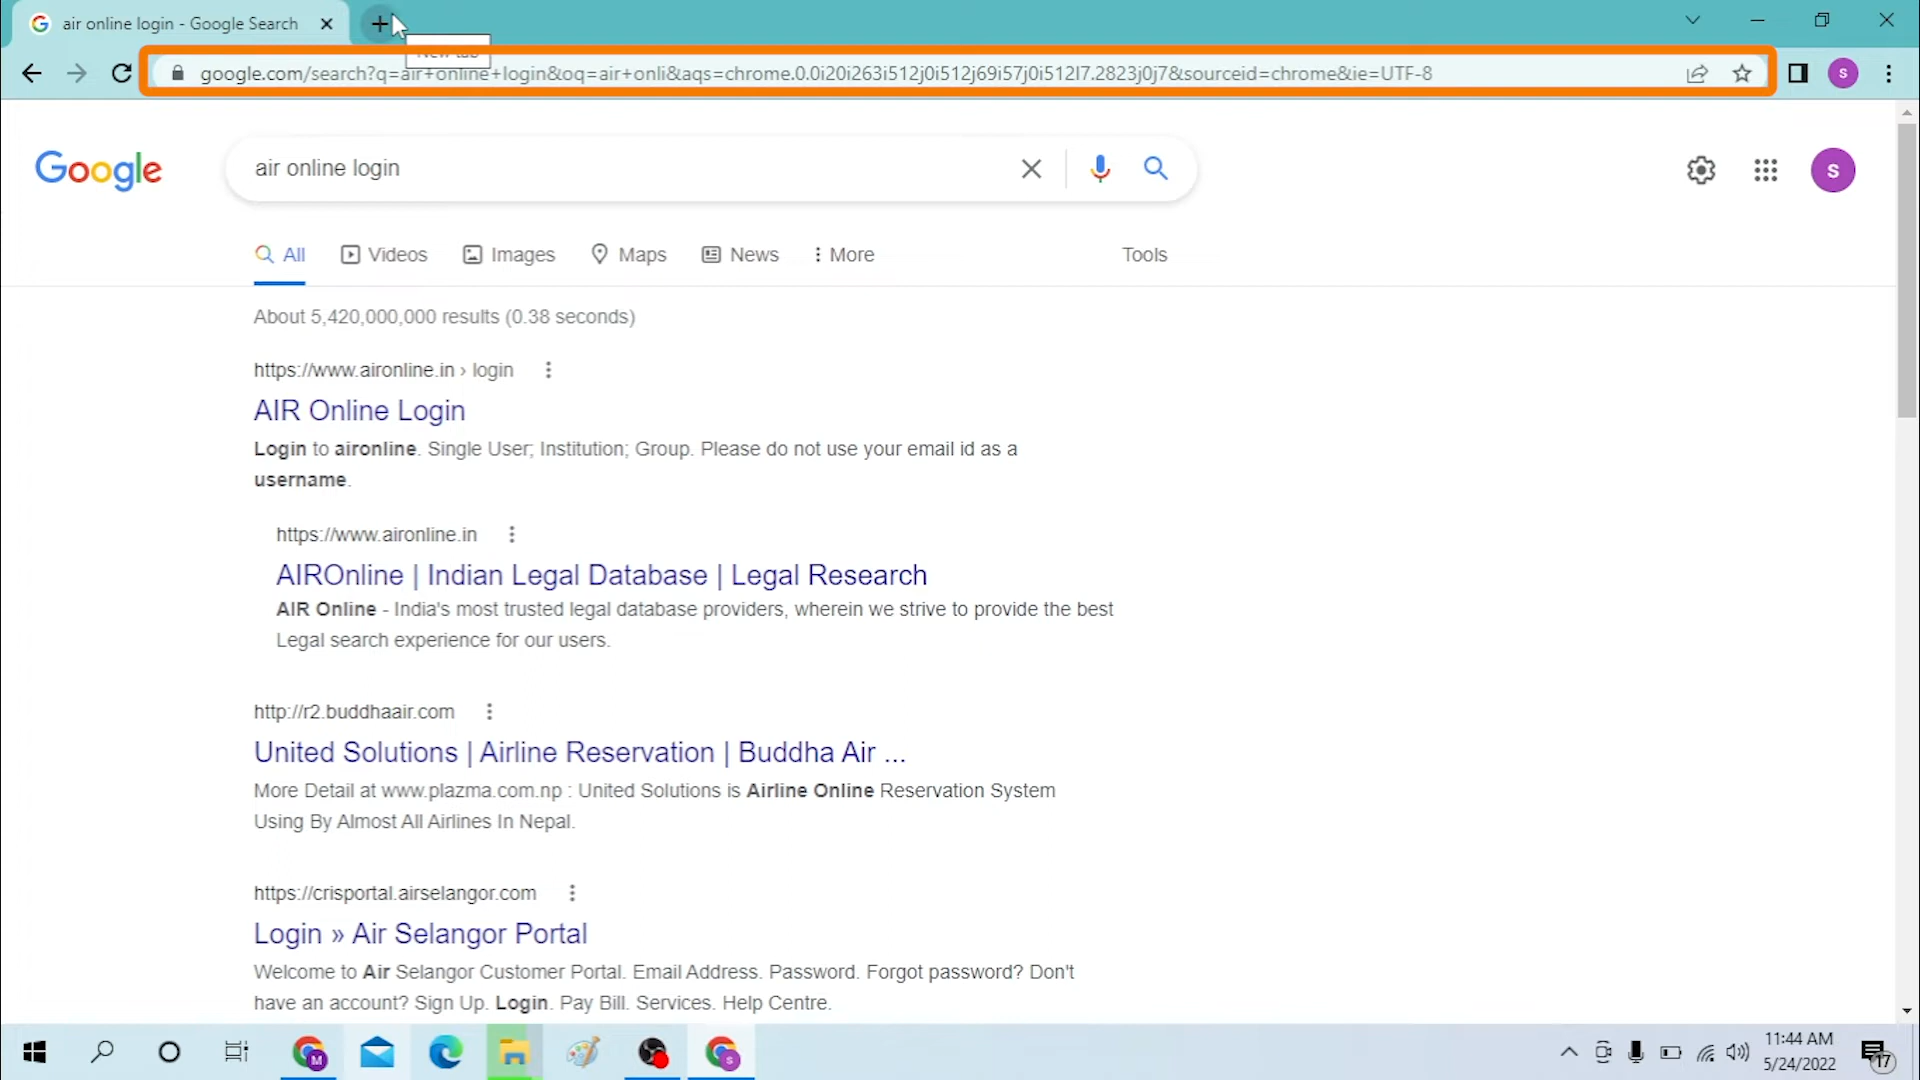 air online login - Google Search
New tab
google.com/search?q=air+online+login&oq=air+onli&aqs=chrome.0.0i20i263i512j0i512j69i57j0i512l7.2823j0j7&sourceid=chrome&ie=UTF-8
S
Google
air online login
S
All
Videos
Images
Maps
News
More
Tools
About 5,420,000,000 results (0.38 seconds)
https://www.aironline.in › login
AIR Online Login
Login to aironline. Single User; Institution; Group. Please do not use your email id as a
username.
https://www.aironline.in
AIROnline | Indian Legal Database | Legal Research
AIR Online - India's most trusted legal database providers, wherein we strive to provide the best
Legal search experience for our users.
http://r2.buddhaair.com
United Solutions | Airline Reservation | Buddha Air ...
More Detail at www.plazma.com.np : United Solutions is Airline Online Reservation System
Using By Almost All Airlines In Nepal.
https://crisportal.airselangor.com
Login » Air Selangor Portal
Welcome to Air Selangor Customer Portal. Email Address. Password. Forgot password? Don't
have an account? Sign Up. Login. Pay Bill. Services. Help Centre.
M
S
11:44 AM
5/24/2022
17